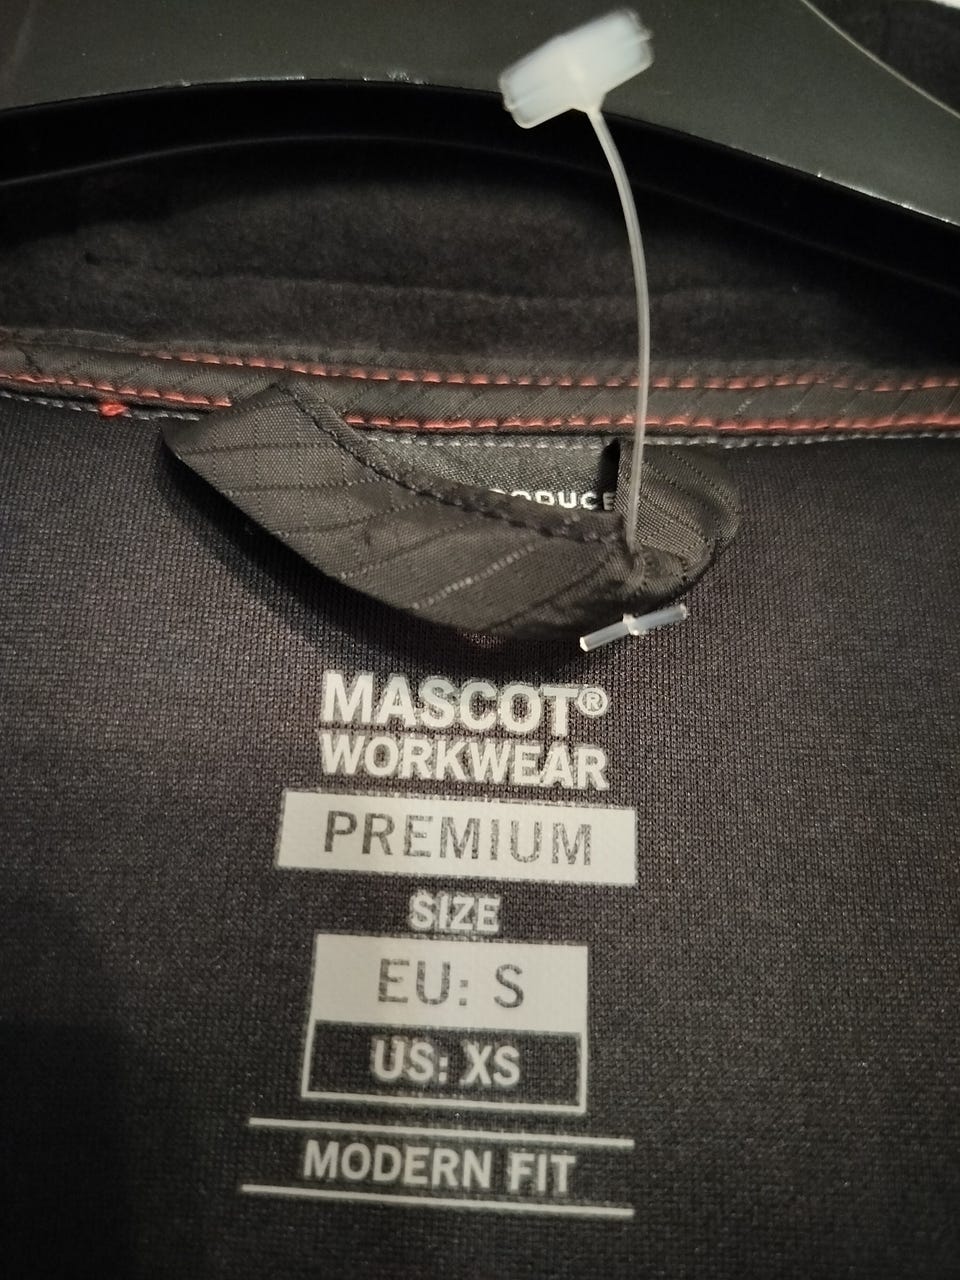 MASCOT®
WORKWEAR
PREMIUM
SIZE
EU: S
US: XS
MODERN FIT